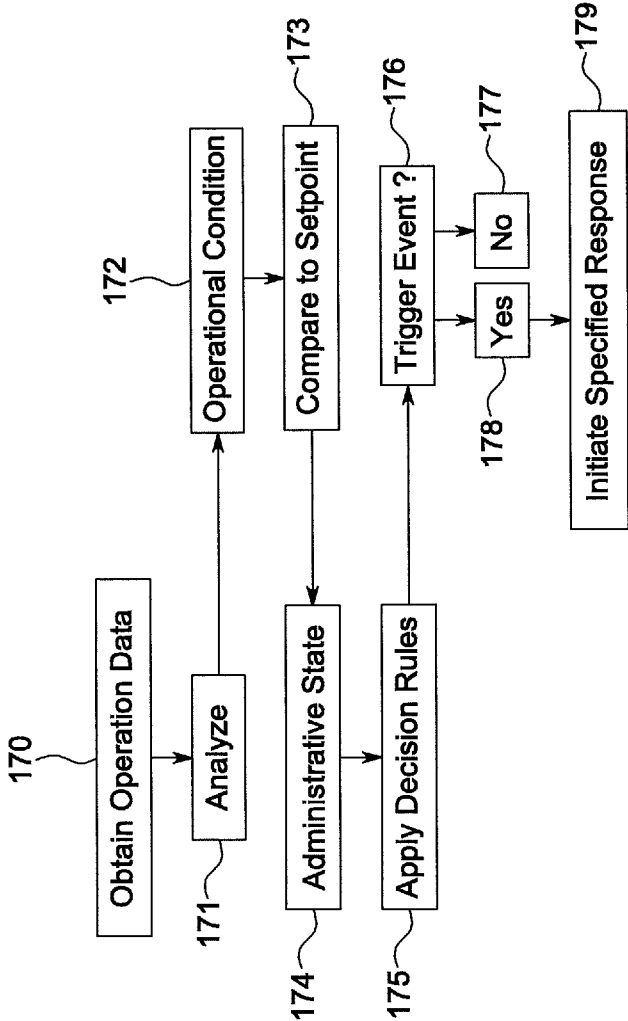 170
Obtain Operation Data
Analyze
171
172
Operational Condition
Compare to Setpoint
173
Administrative State
174
Apply Decision Rules
175
Trigger Event ?
176
No
177
Yes
178
Initiate Specified Response
179